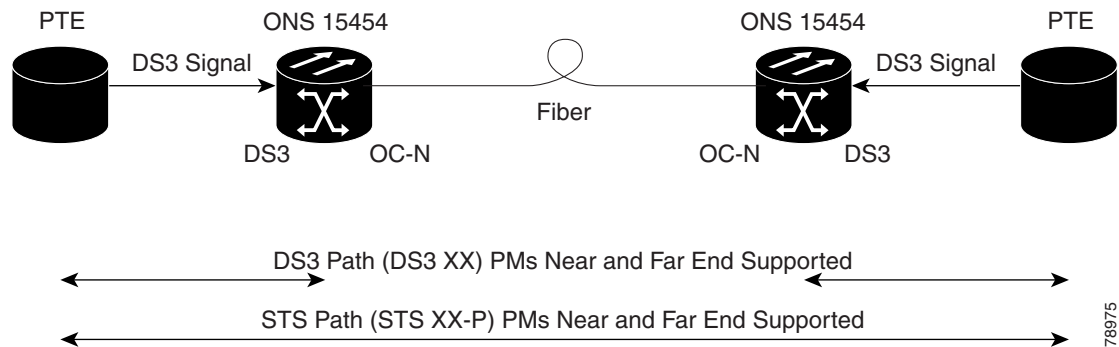 PTE
ONS 15454
ONS 15454
PTE
DS3 Signal
DS3 Signal
Fiber
DS3
OC-N
OC-N
DS3
DS3 Path (DS3 XX) PMs Near and Far End Supported
STS Path (STS XX-P) PMs Near and Far End Supported
78975